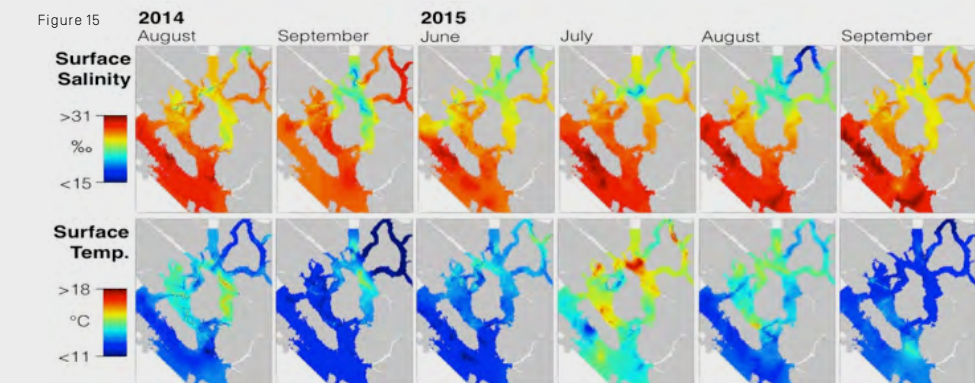 Figure 15
2014
2015
August
September
June
July
August
September
Surface
Salinity
>31
‰
<15
Surface
Temp.
>18
°C
<11